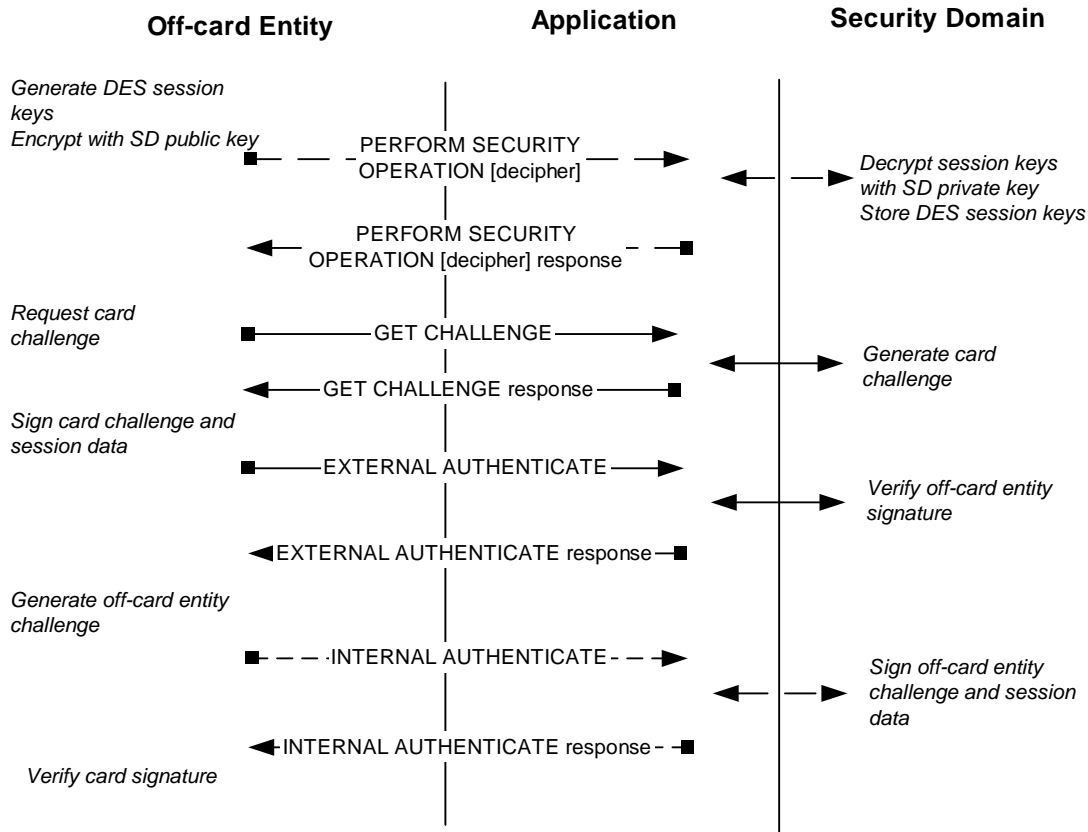 Off-card Entity
Application
Security Domain
Generate DES session
keys
Encrypt with SD public key
PERFORM SECURITY
OPERATION [decipher]
Decrypt session keys
with SD private key
Store DES session keys
PERFORM SECURITY
OPERATION [decipher] response
Request card
challenge
GET CHALLENGE
Generate card
challenge
GET CHALLENGE response
Sign card challenge and
session data
EXTERNAL AUTHENTICATE
Verify off-card entity
signature
EXTERNAL AUTHENTICATE response
Generate off-card entity
challenge
INTERNAL AUTHENTICATE
Sign off-card entity
challenge and session
data
INTERNAL AUTHENTICATE response
Verify card signature